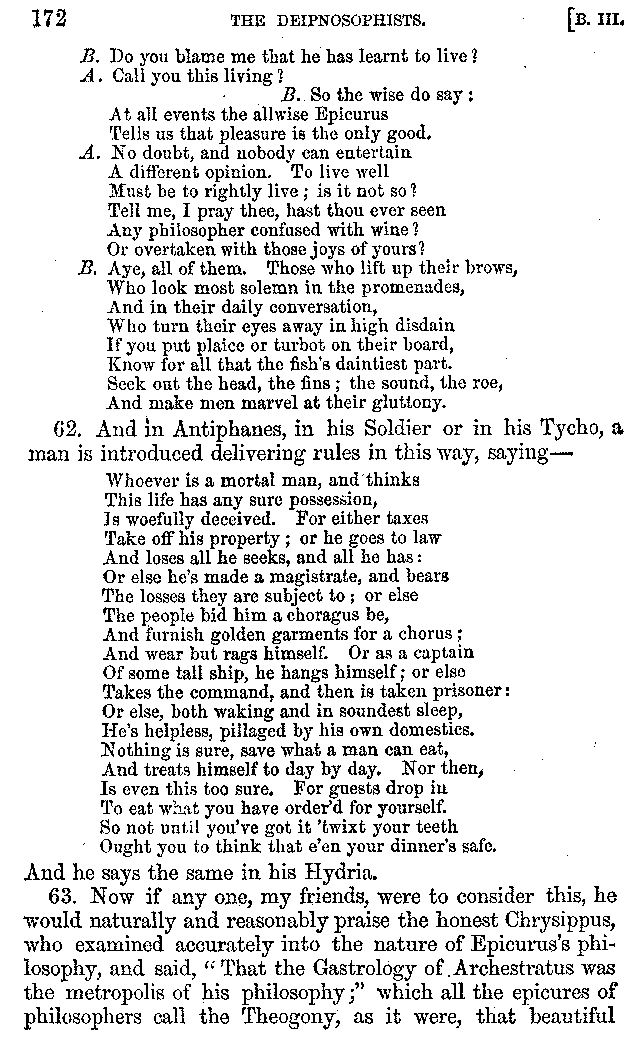 172 THE DEIPNOSOPHISTS. [B. III.
B. Do you blame me that he has learnt to live?
A. Call you this living?
B. So the wise do say:
At all events the allwise Epicurus
Tells us that pleasure is the only good.
A. No doubt, and nobody can entertain
A different opinion. To live well
Must be to rightly live; is it not so?
Tell me, I pray thee, hast thou ever seen
Any philosopher confused with wine?
Or overtaken with those joys of yours?
B. Aye, all of them. Those who lift up their brows,
Who look most solemn in the promenades,
And in their daily conversation,
Who turn their eyes away in high disdain
If you put plaice or turbot on their board,
Know for all that the fish's daintiest part.
Seek out the head, the fins; the sound, the roe,
And make men marvel at their gluttony.
62. And in Antiphanes, in his Soldier or in his Tycho, a
man is introduced delivering rules in this way, saying—
Whoever is a mortal man, and thinks
This life has any sure possession,
Is woefully deceived. For either taxes
Take off his property; or he goes to law
And loses all he seeks, and all he has:
Or else he's made a magistrate, and bears
The losses they are subject to; or else
The people bid him a choragus be,
And furnish golden garments for a chorus;
And wear but rags himself. Or as a captain
Of some tall ship, he hangs himself; or else
Takes the command, and then is taken prisoner:
Or else, both waking and in soundest sleep,
He's helpless, pillaged by his own domestics.
Nothing is sure, save what a man can eat,
And treats himself to day by day. Nor then,
Is even this too sure. For guests drop in
To eat what you have order'd for yourself.
So not until you've got it 'twixt your teeth
Ought you to think that e'en your dinner's safe.
And he says the same in his Hydria.
63. Now if any one, my friends, were to consider this, he
would naturally and reasonably praise the honest Chrysippus,
who examined accurately into the nature of Epicurus's phi-
losophy, and said, "That the Gastrology of Archestratus was
the metropolis of his philosophy;" which all the epicures of
philosophers call the Theogony, as it were, that beautiful